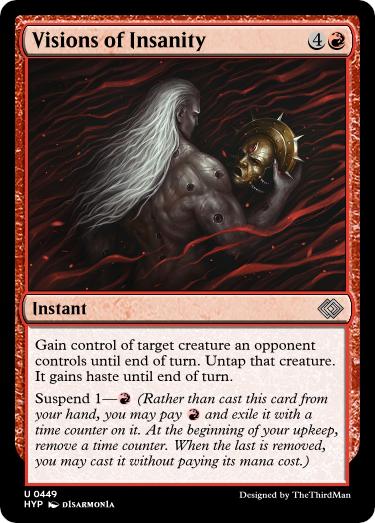 Visions of Insanity 4
Instant
Gain control of target creature an opponent
controls until end of turn. Untap that creature.
It gains haste until end of turn.
Suspend 1— (Rather than cast this card from
your hand, you may pay and exile it with a
time counter on it. At the beginning of your upkeep,
remove a time counter. When the last is removed,
you may cast it without paying its mana cost.)
U 0449
HYP DISARMONIA Designed by TheThirdMan